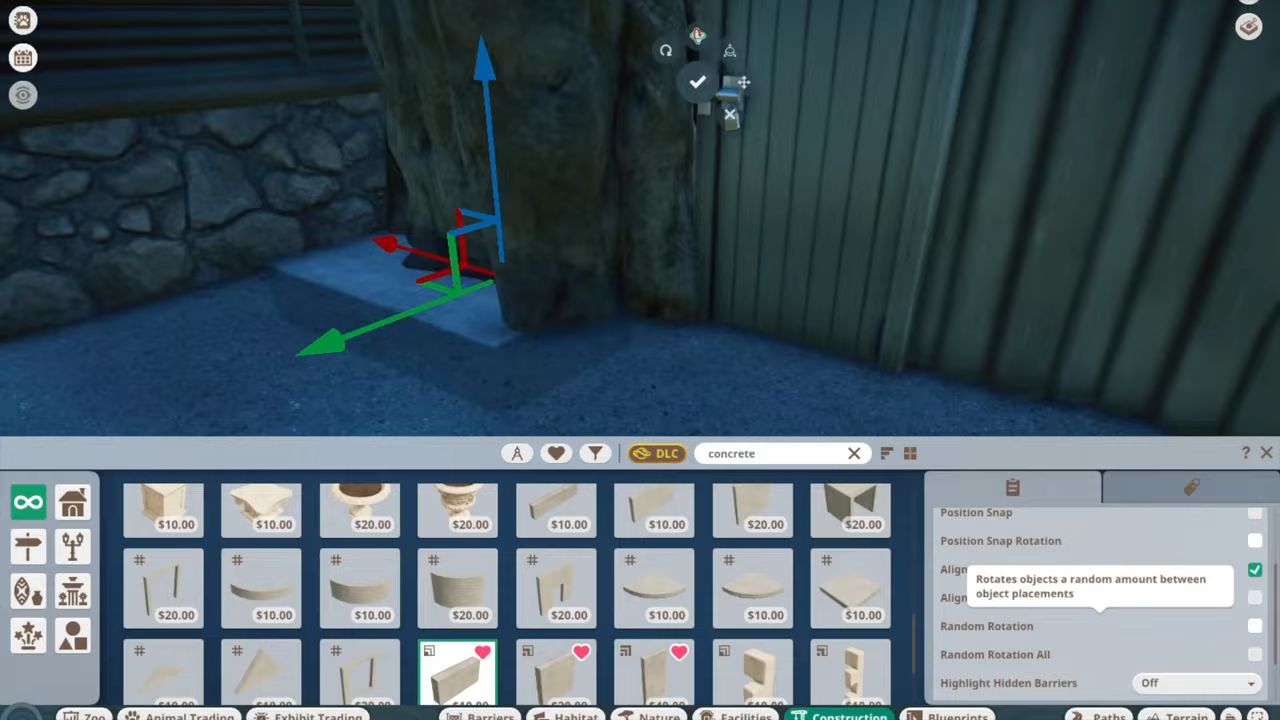 DLC
concrete
$10.00 $10.00 $20.00 $20.00 $10.00 $10.00 $20.00 $20.00
Position Snap
Position Snap Rotation
Align
Rotates objects a random amount between
object placements
Align
$20.00 $10.00 $10.00 $20.00 $20.00 $10.00 $10.00 $10.00
Random Rotation
Random Rotation All
Highlight Hidden Barriers Off
Zoo Animal Trading Exhibit Trading Barriers Habitat Nature Facilities Construction Blueprints Paths Terrain